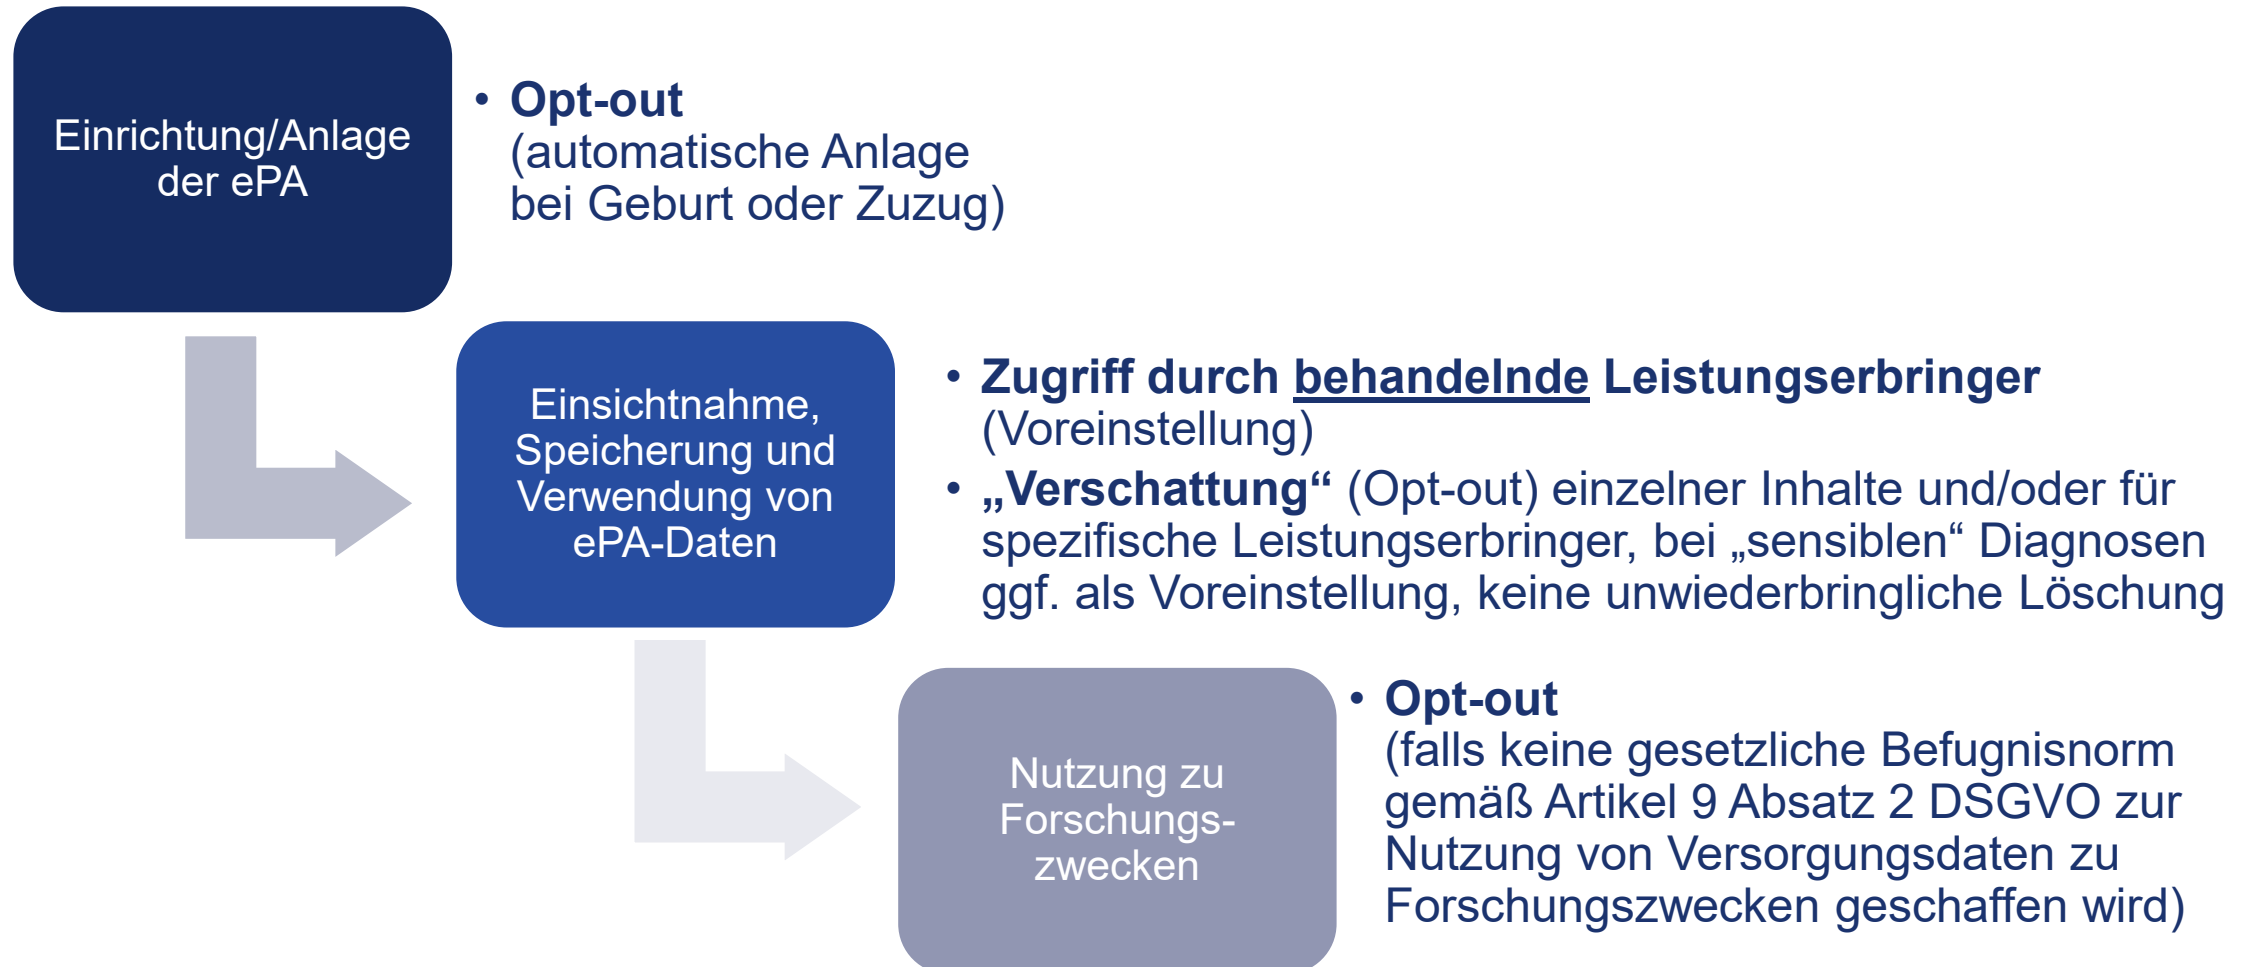 Einrichtung/Anlage
der ePA
• Opt-out
(automatische Anlage
bei Geburt oder Zuzug)
Einsichtnahme,
Speicherung und
Verwendung von
ePA-Daten
• Zugriff durch behandelnde Leistungserbringer
(Voreinstellung)
• „Verschattung“ (Opt-out) einzelner Inhalte und/oder für
spezifische Leistungserbringer, bei „sensiblen“ Diagnosen
ggf. als Voreinstellung, keine unwiederbringliche Löschung
Nutzung zu
Forschungs-
zwecken
• Opt-out
(falls keine gesetzliche Befugnisnorm
gemäß Artikel 9 Absatz 2 DSGVO zur
Nutzung von Versorgungsdaten zu
Forschungszwecken geschaffen wird)